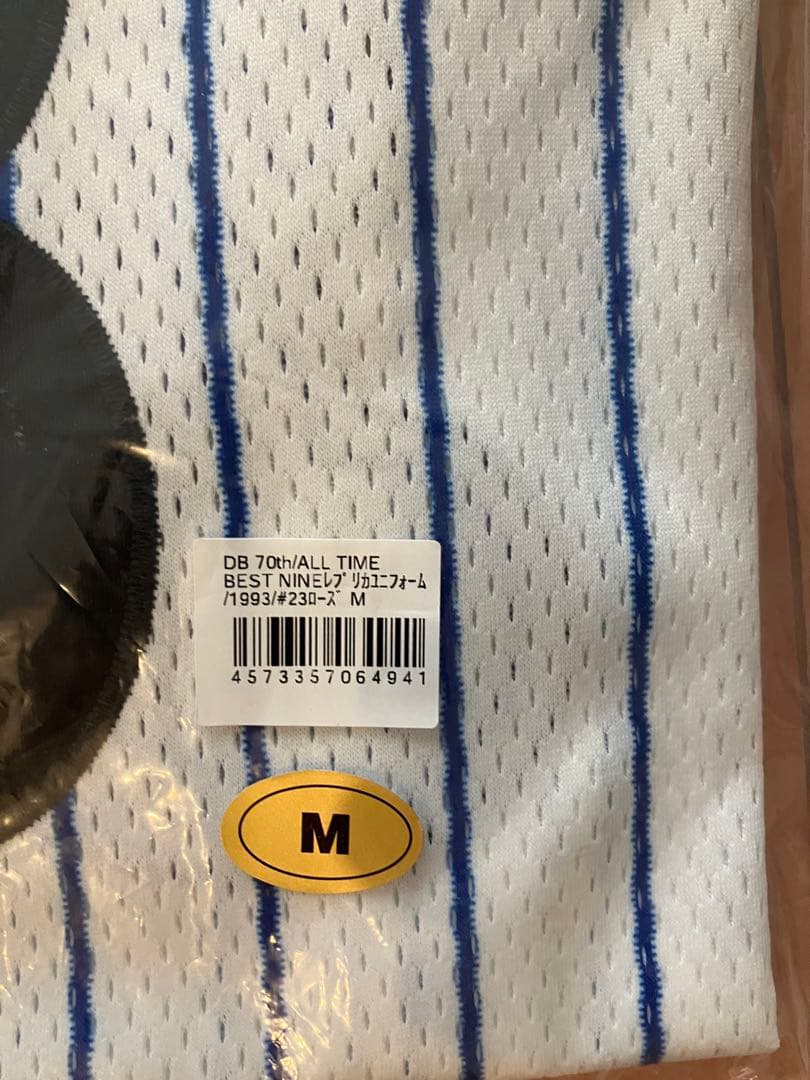 DB 70th/ALL TIME
BEST NINEﾚﾌﾟﾘｶﾕﾆﾌｫｰﾑ
/1993/#23ﾛｰｽﾞ M
4573357064941
M